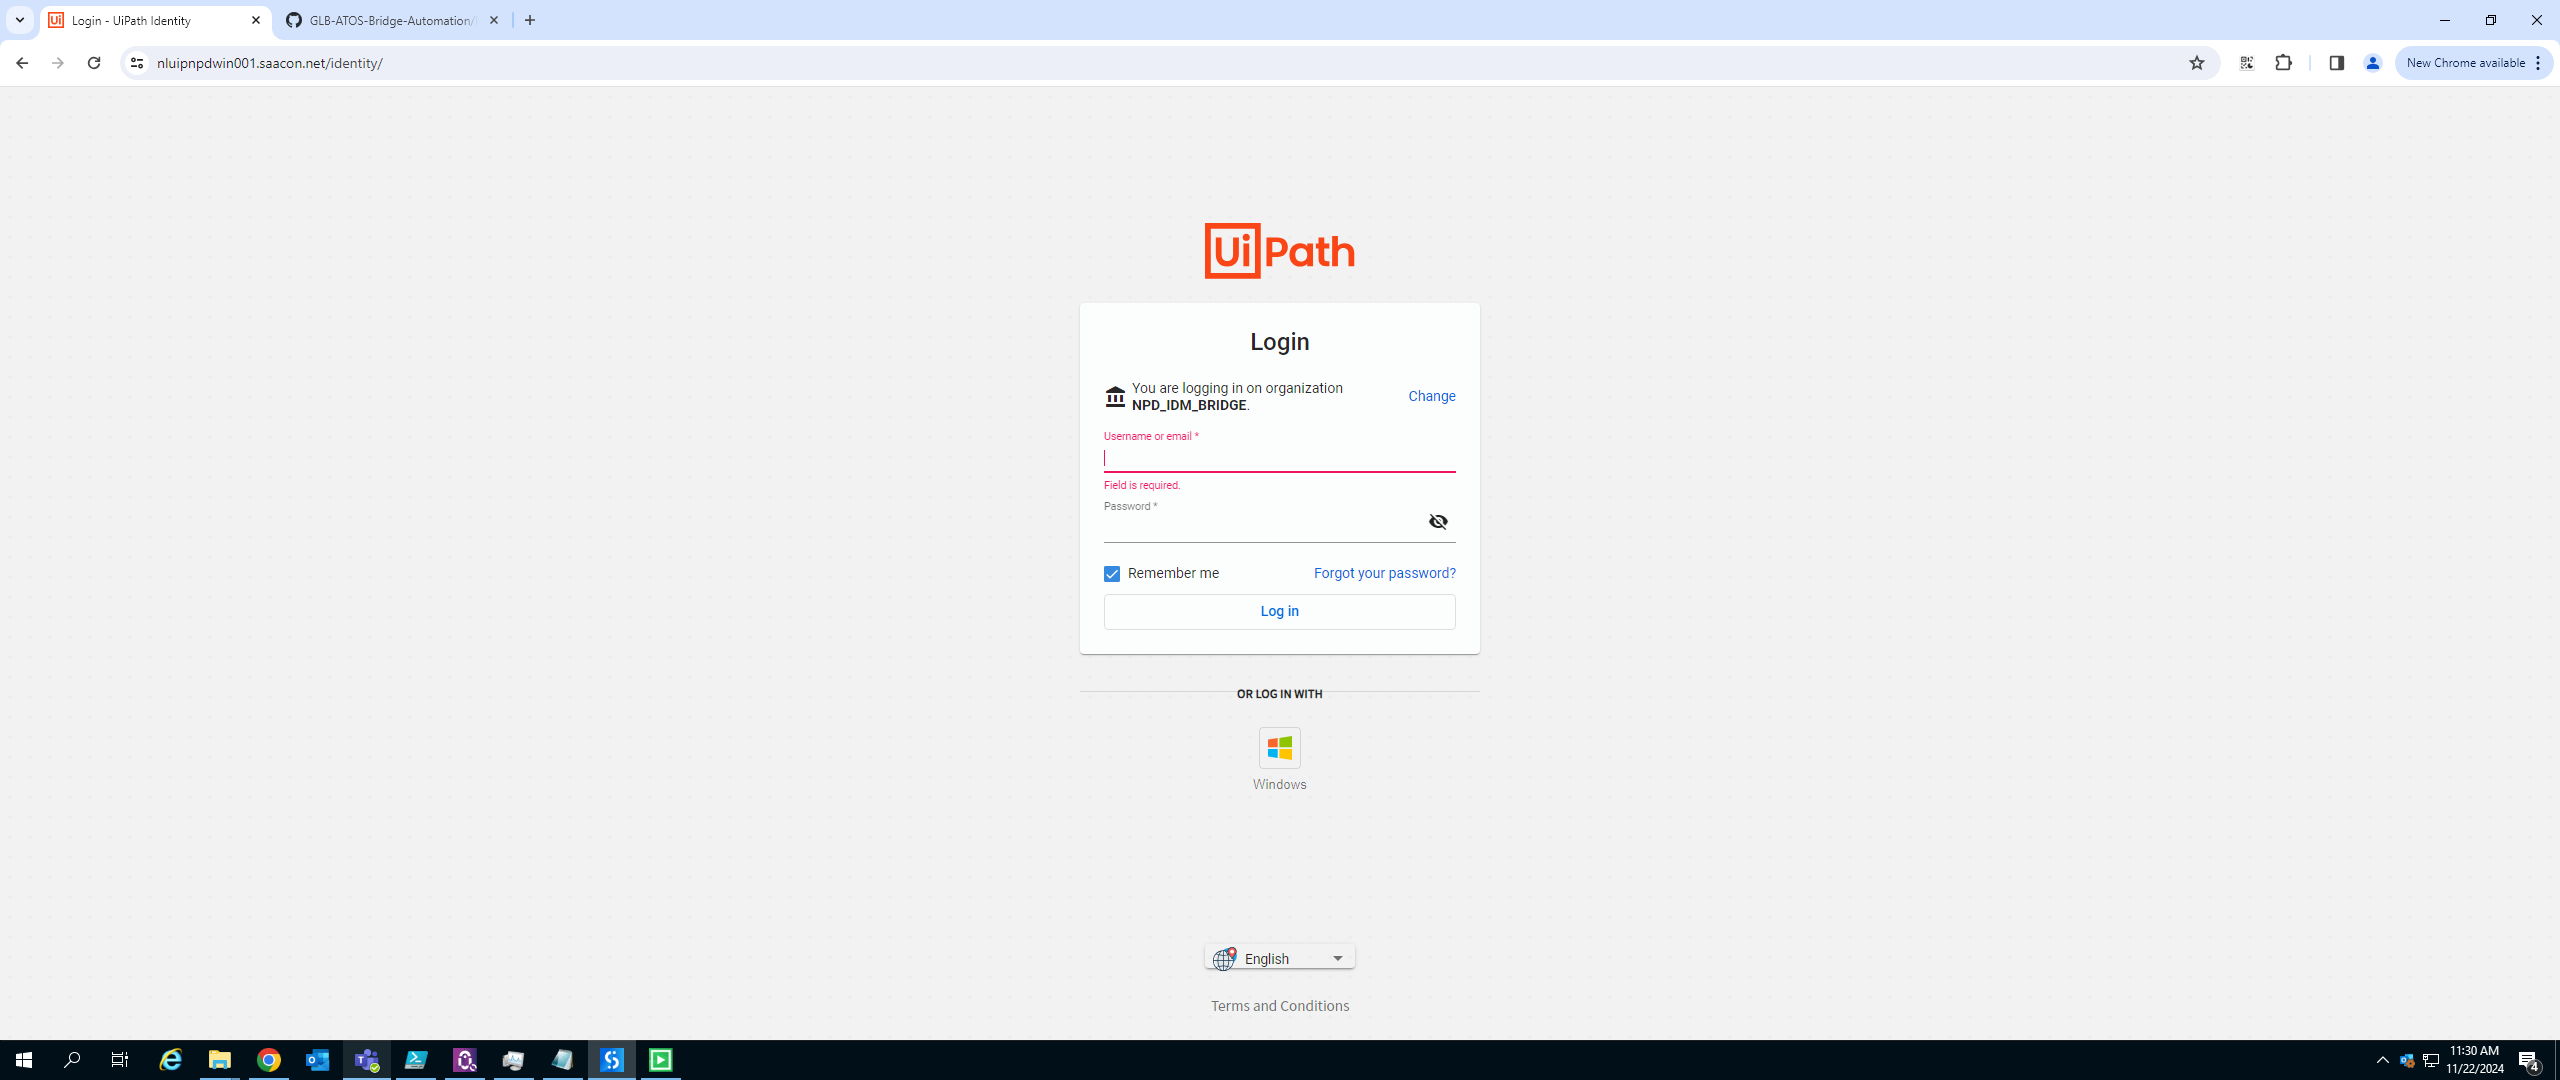 Login - UiPath Identity
GLB-ATOS-Bridge-Automation/
nluipnpdwin001.saacon.net/identity/
New Chrome available
UiPath
Login
You are logging in on organization
NPD_IDM_BRIDGE.
Change
Username or email *
Field is required.
Password *
Remember me
Forgot your password?
Log in
OR LOG IN WITH
Windows
English
Terms and Conditions
11:30 AM
11/22/2024
4